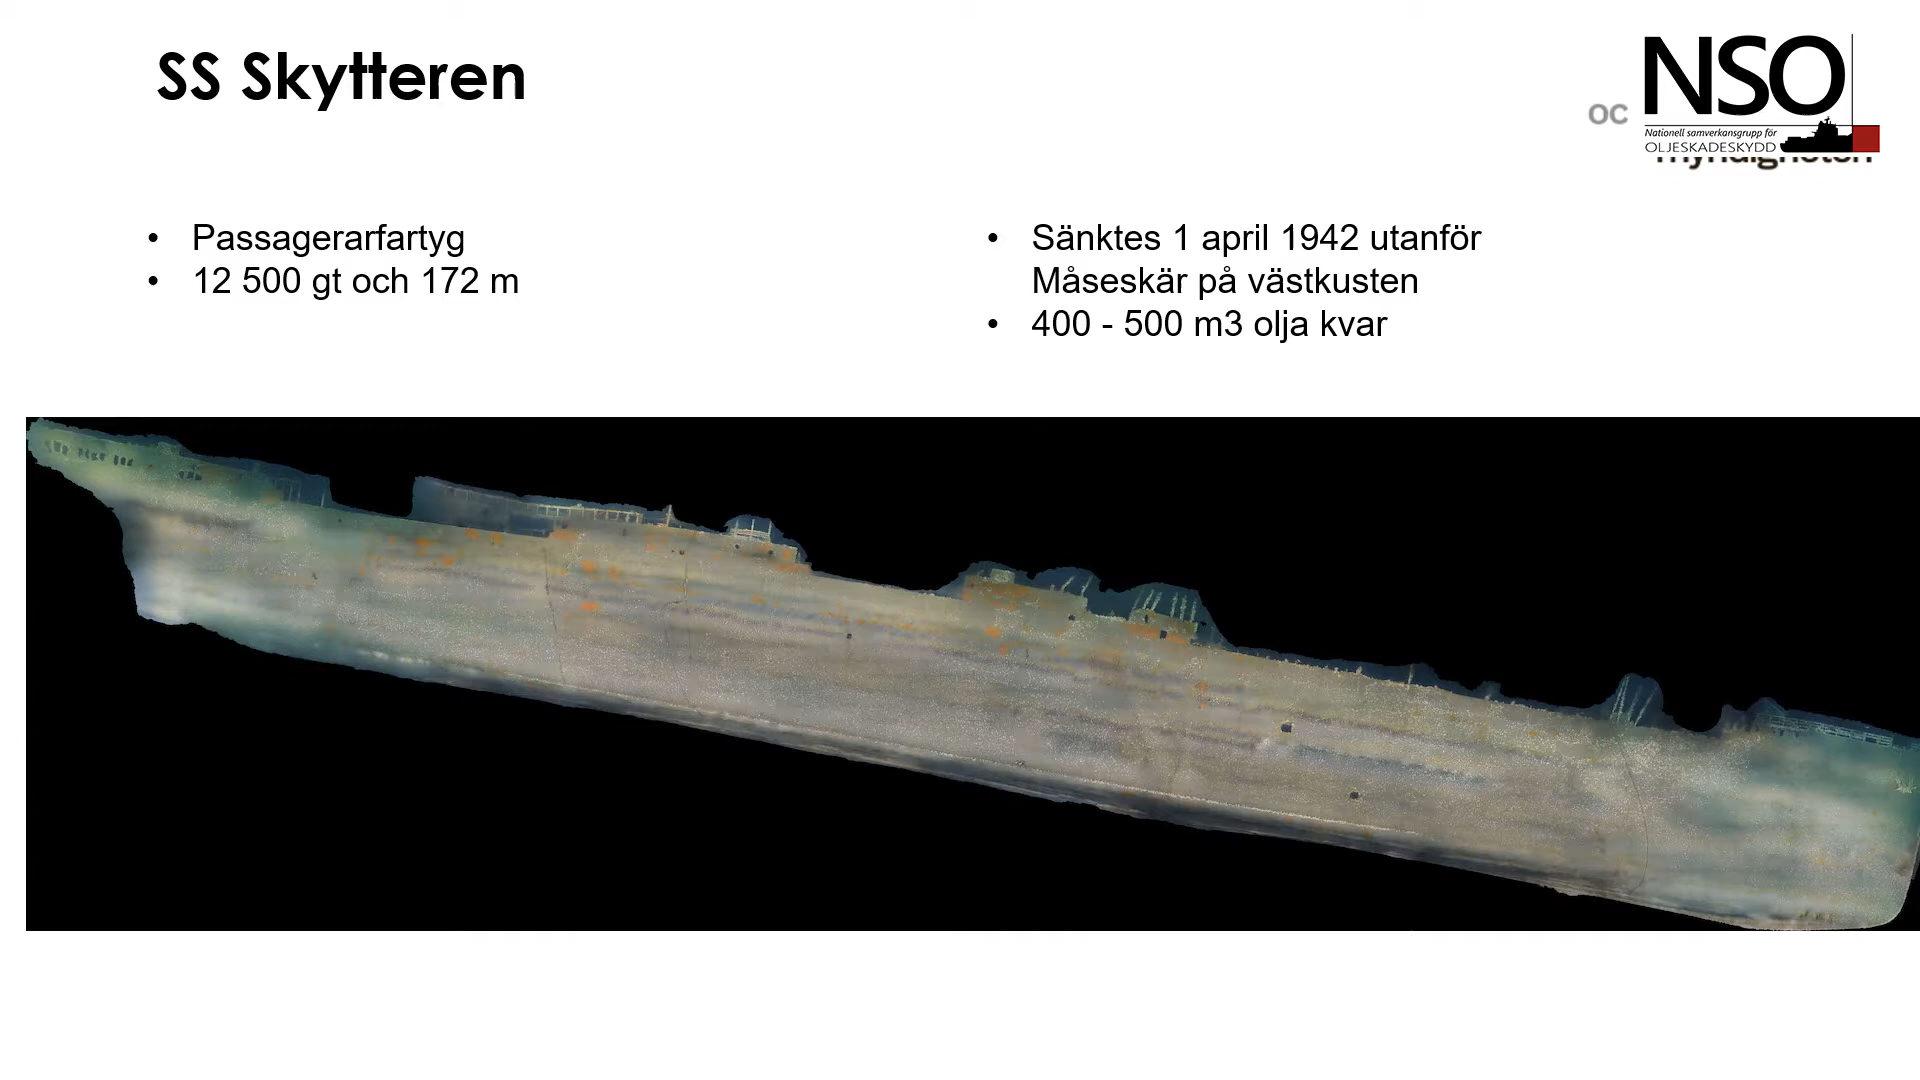 SS Skytteren
OC
NSO
Nationell samverkansgrupp för
OLJESKADESKYDD
• Passagerarfartyg
• 12 500 gt och 172 m
• Sänktes 1 april 1942 utanför
Måseskär på västkusten
• 400 - 500 m3 olja kvar